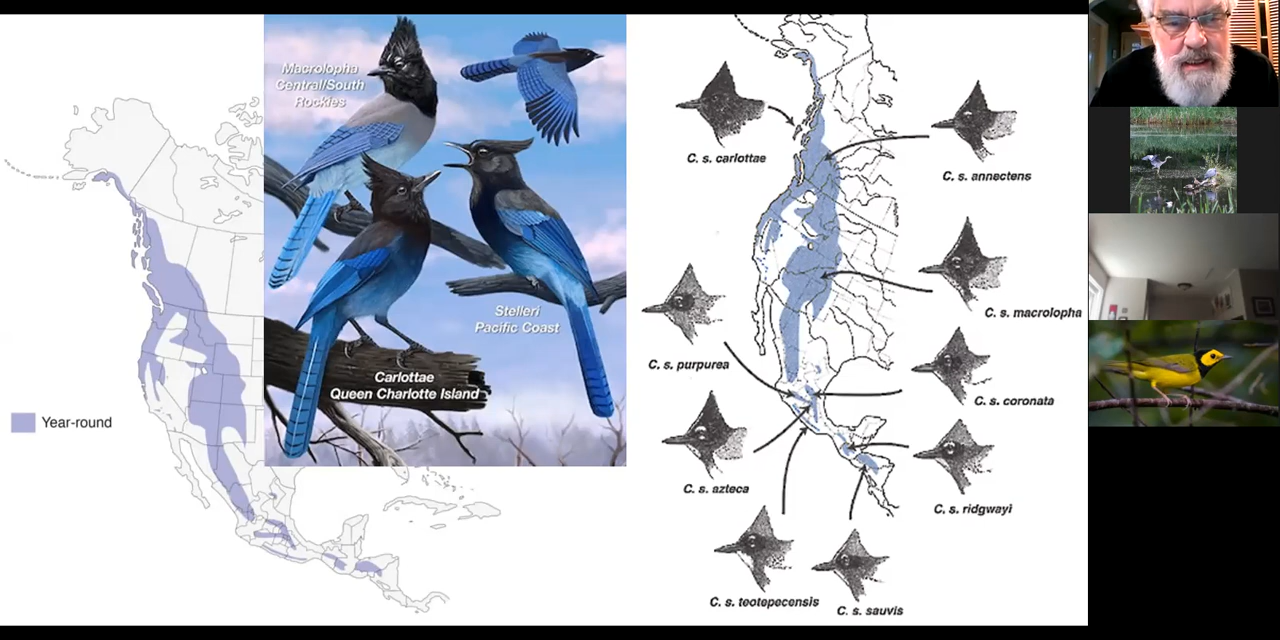 Year-round
Macrolopha
Central/South
Rockies
Stelleri
Pacific Coast
Carlottae
Queen Charlotte Island
C. s. carlottae
C. s. annectens
C. s. macrolopha
C. s. purpurea
C. s. coronata
C. s. azteca
C. s. ridgwayi
C. s. teotepecensis
C. s. suavis